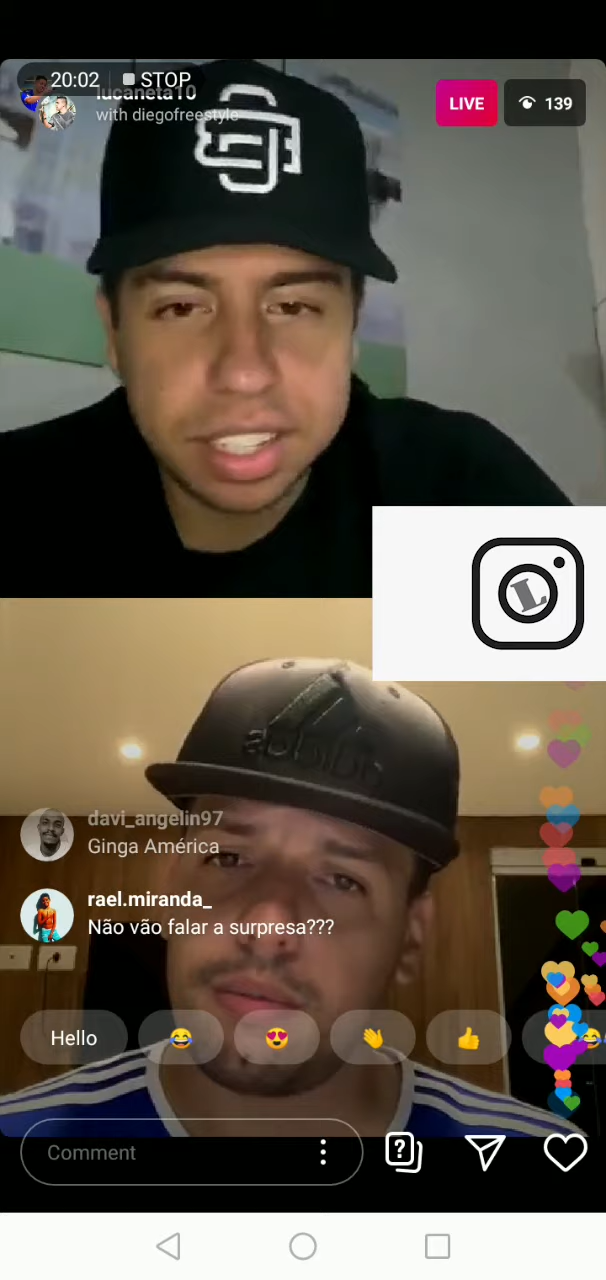 20:02 STOP
lucaneta10
with diegofreestyle
LIVE
139
L
adidas
davi_angelin97
Ginga América
rael.miranda_
Não vão falar a surpresa???
Hello
Comment